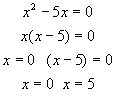 x² − 5x = 0
x(x − 5) = 0
x = 0 (x − 5) = 0
x = 0 x = 5